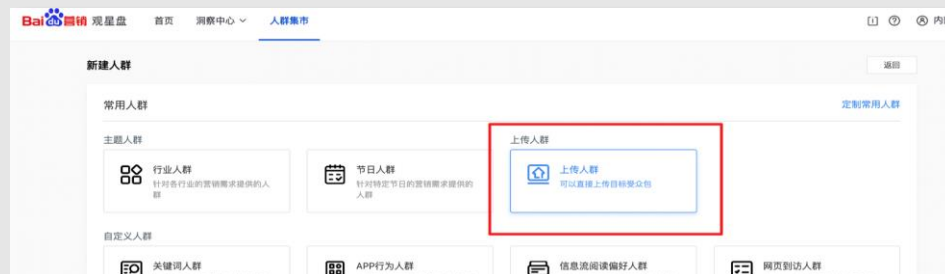 Bai du 营销 观星盘 首页 洞察中心 人群集市
新建人群 返回
常用人群 定制常用人群
主题人群 上传人群
行业人群 节日人群 上传人群
针对各行业的营销需求提供的人 针对特定节日的营销需求提供的 可以直接上传目标受众包
群 人群
自定义人群
关键词人群 APP行为人群 信息流阅读偏好人群 网页到访人群